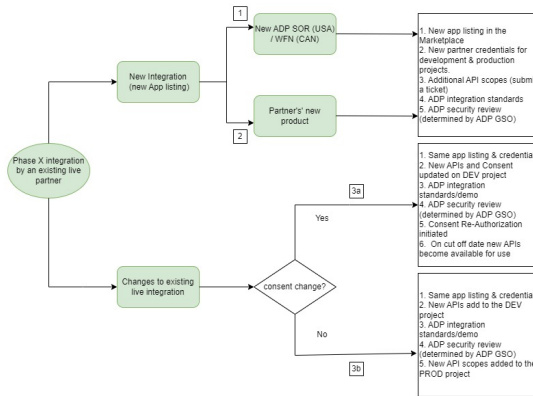 1
New ADP SOR (USA)
/ WFN (CAN)
1. New app listing in the
Marketplace
2. New partner credentials for
development & production
projects.
3. Additional API scopes (submi
a ticket)
4. ADP integration standards
5. ADP security review
(determined by ADP GSO)
New Integration
(new App listing)
2
Partners' new
product
Phase X integration
by an existing live
partner
1. Same app listing & credentia
2. New APIs and Consent
updated on DEV project
3. ADP integration
standards/demo
4. ADP security review
(determined by ADP GSO)
5. Consent Re-Authorization
initiated
6. On cut off date new APIs
become available for use
3a
Yes
Changes to existing
live integration
consent change?
No
3b
1. Same app listing & credentia
2. New APIs add to the DEV
project
3. ADP integration
standards/demo
4. ADP security review
(determined by ADP GSO)
5. New API scopes added to the
PROD project